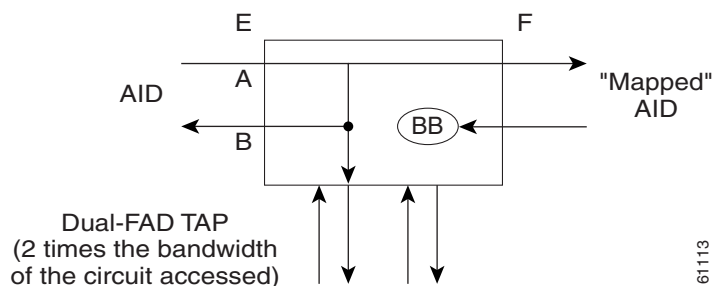 E
F
A
AID
"Mapped"
AID
BB
B
Dual-FAD TAP
(2 times the bandwidth
of the circuit accessed)
61113